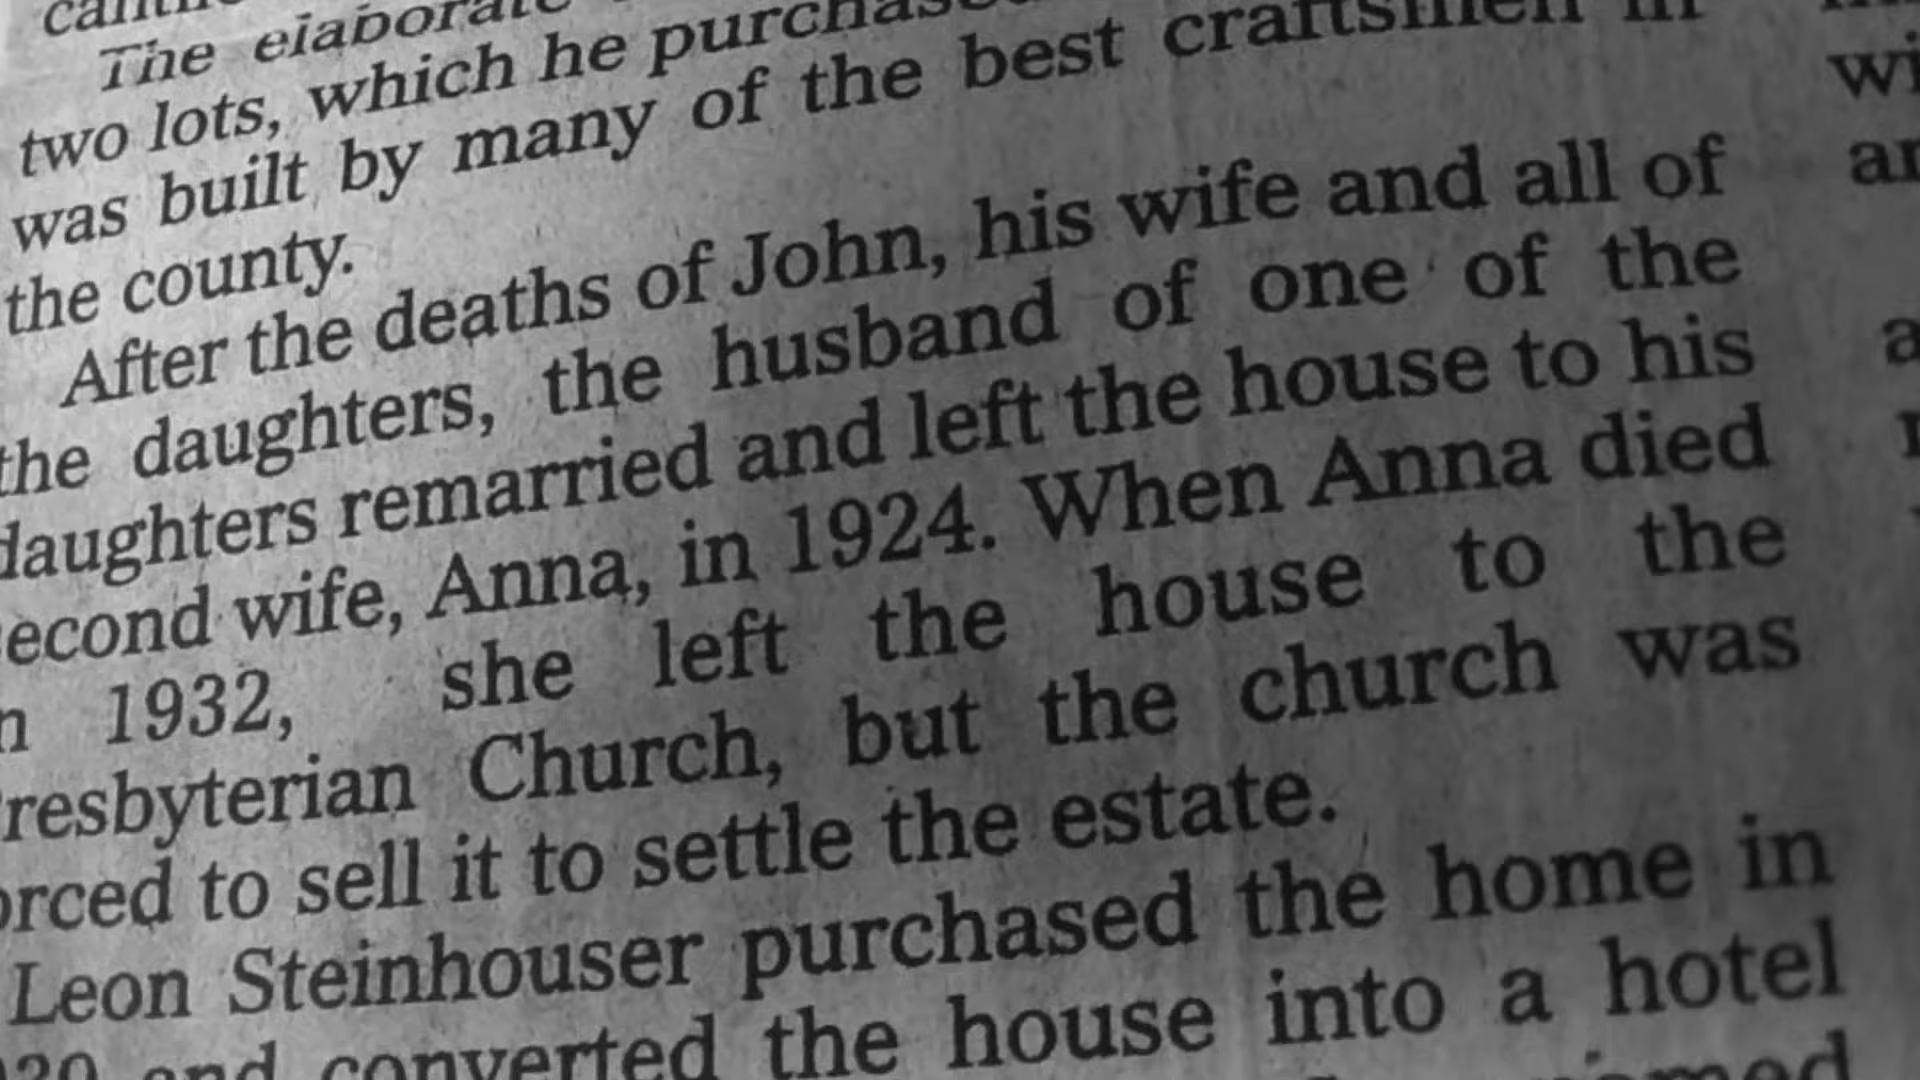 The elaborate
two lots, which he purchased
was built by many of the best craftsmen in
the county.
After the deaths of John, his wife and all of
the daughters, the husband of one of the
daughters remarried and left the house to his
second wife, Anna, in 1924. When Anna died
n 1932, she left the house to the
resbyterian Church, but the church was
orced to sell it to settle the estate.
Leon Steinhouser purchased the home in
and converted the house into a hotel